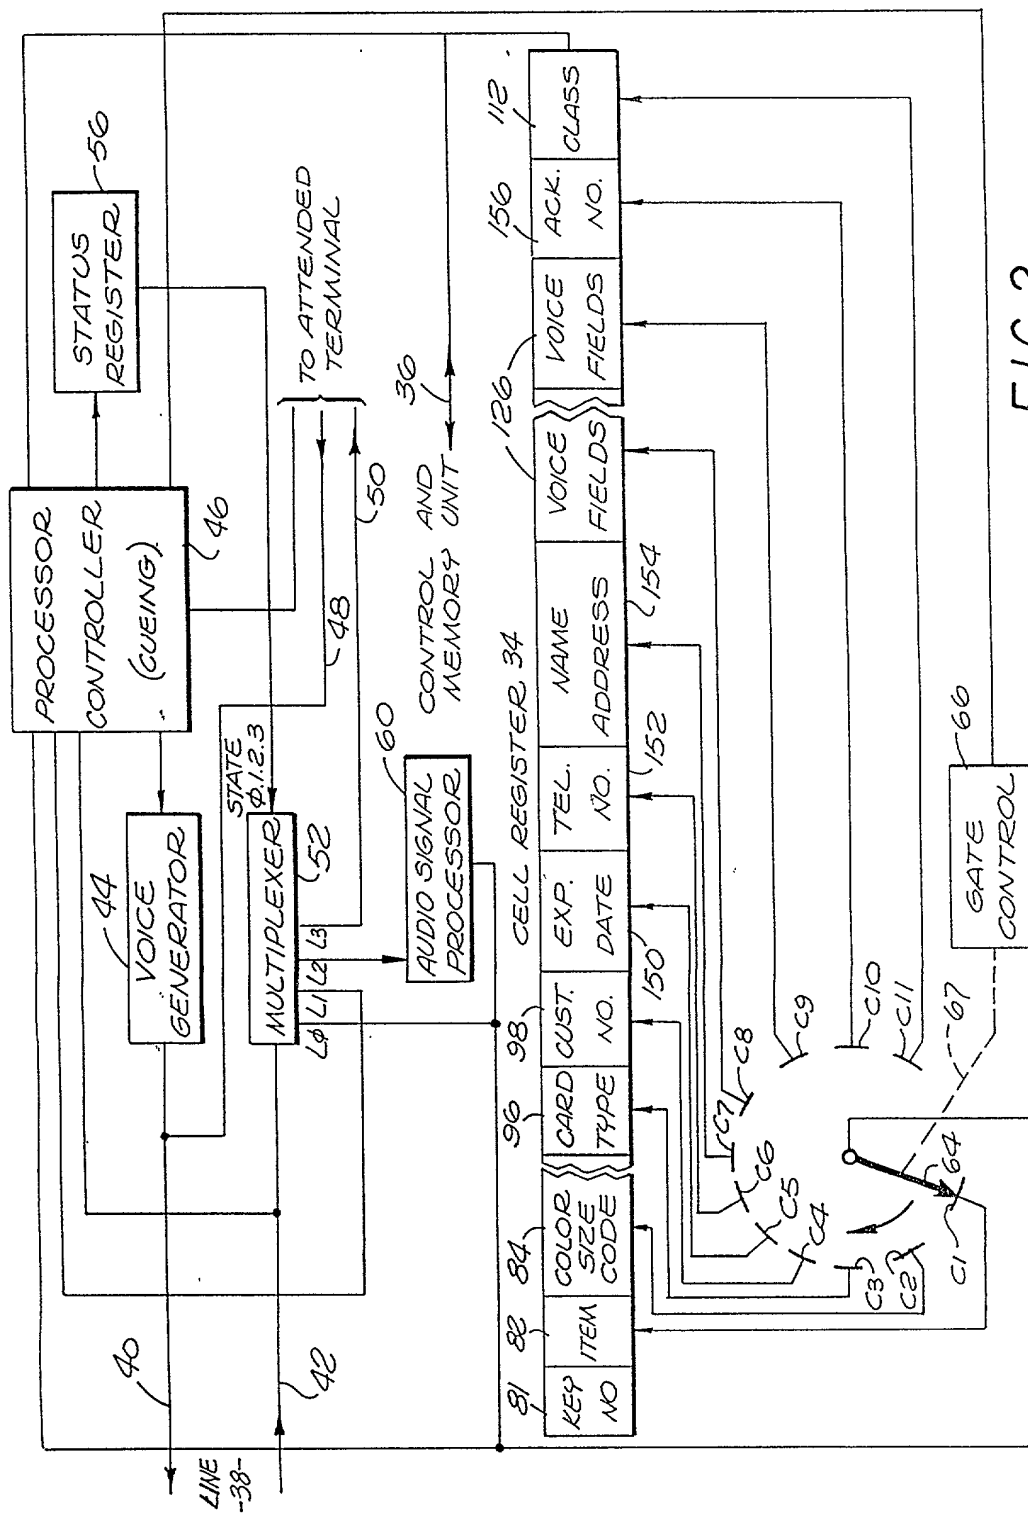 PROCESSOR
CONTROLLER
(CUEING)
46
STATUS
REGISTER
56
VOICE
GENERATOR
44
STATE
Φ.1.2.3
MULTIPLEXER
52
LΦ L1 L2 L3
AUDIO SIGNAL
PROCESSOR
60
TO ATTENDED
TERMINAL
48
50
40
42
LINE
-38-
CONTROL AND
MEMORY UNIT
36
CELL REGISTER 34
81
KEY
NO
82
ITEM
84
COLOR
SIZE
CODE
96
CARD
TYPE
98
CUST.
NO.
EXP.
DATE
150
TEL.
NO.
152
NAME
ADDRESS
154
VOICE
FIELDS
126
VOICE
FIELDS
156
ACK.
NO.
112
CLASS
C1
C2
C3
C4
C5
C6
C7
C8
C9
C10
C11
64
67
GATE
CONTROL
66